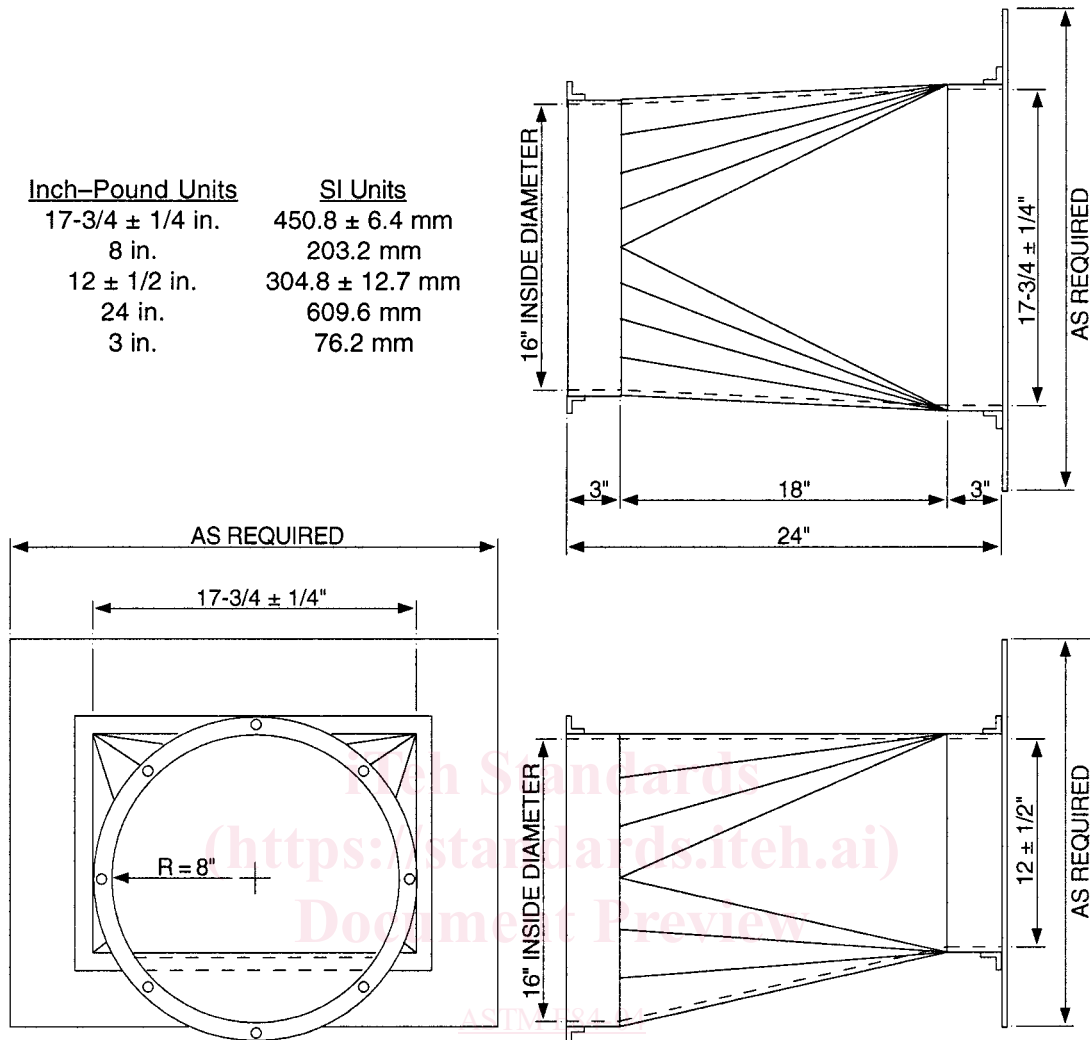 Inch–Pound Units SI Units
17-3/4 ± 1/4 in. 450.8 ± 6.4 mm
8 in. 203.2 mm
12 ± 1/2 in. 304.8 ± 12.7 mm
24 in. 609.6 mm
3 in. 76.2 mm
16" INSIDE DIAMETER
17-3/4 ± 1/4"
AS REQUIRED
3" 18" 3"
24"
AS REQUIRED
17-3/4 ± 1/4"
R = 8"
16" INSIDE DIAMETER
12 ± 1/2"
AS REQUIRED
iTeh Standards
(https://standards.iteh.ai)
Document Preview